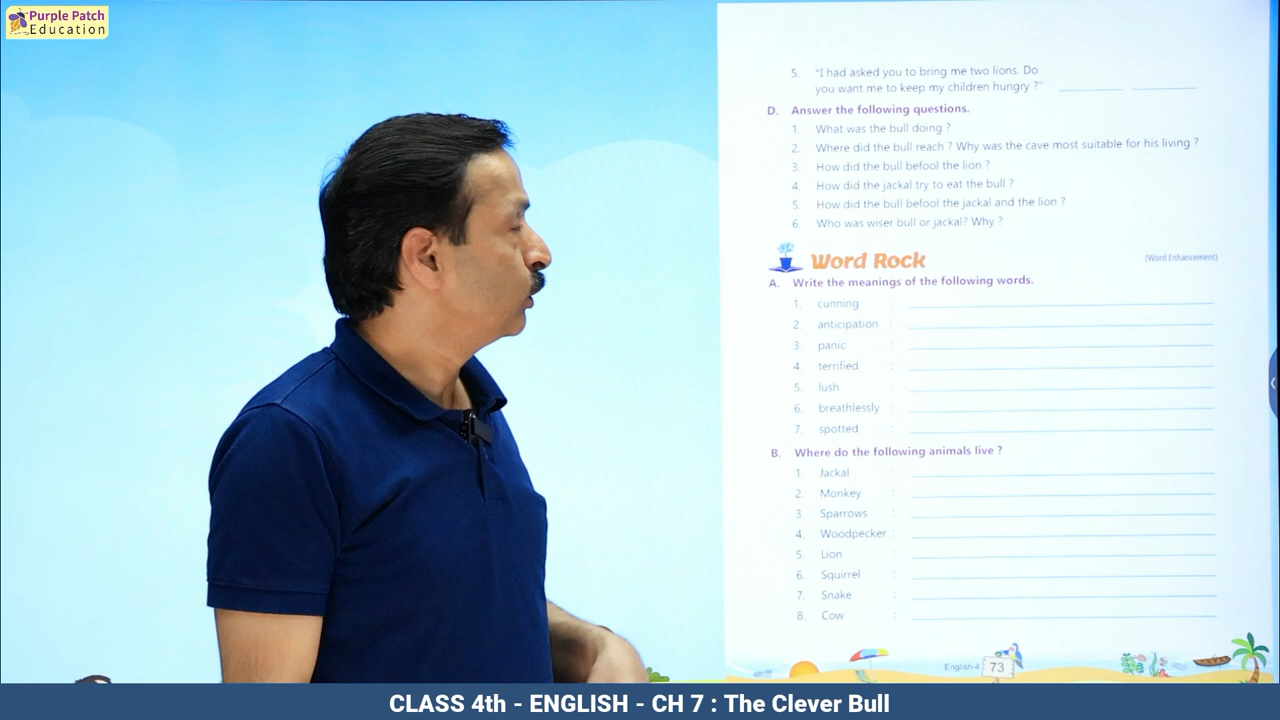 Purple Patch
Education
5. "I had asked you to bring me two lions. Do
you want me to keep my children hungry ?"
D. Answer the following questions.
1. What was the bull doing ?
2. Where did the bull reach ? Why was the cave most suitable for his living ?
3. How did the bull befool the lion ?
4. How did the jackal try to eat the bull ?
5. How did the bull befool the jackal and the lion ?
6. Who was wiser bull or jackal? Why ?
Word Rock
(Word Enhancement)
A. Write the meanings of the following words.
1. cunning :
2. anticipation :
3. panic :
4. terrified :
5. lush :
6. breathlessly :
7. spotted :
B. Where do the following animals live ?
1. Jackal :
2. Monkey :
3. Sparrows :
4. Woodpecker :
5. Lion :
6. Squirrel :
7. Snake :
8. Cow :
English-4 73
CLASS 4th - ENGLISH - CH 7 : The Clever Bull